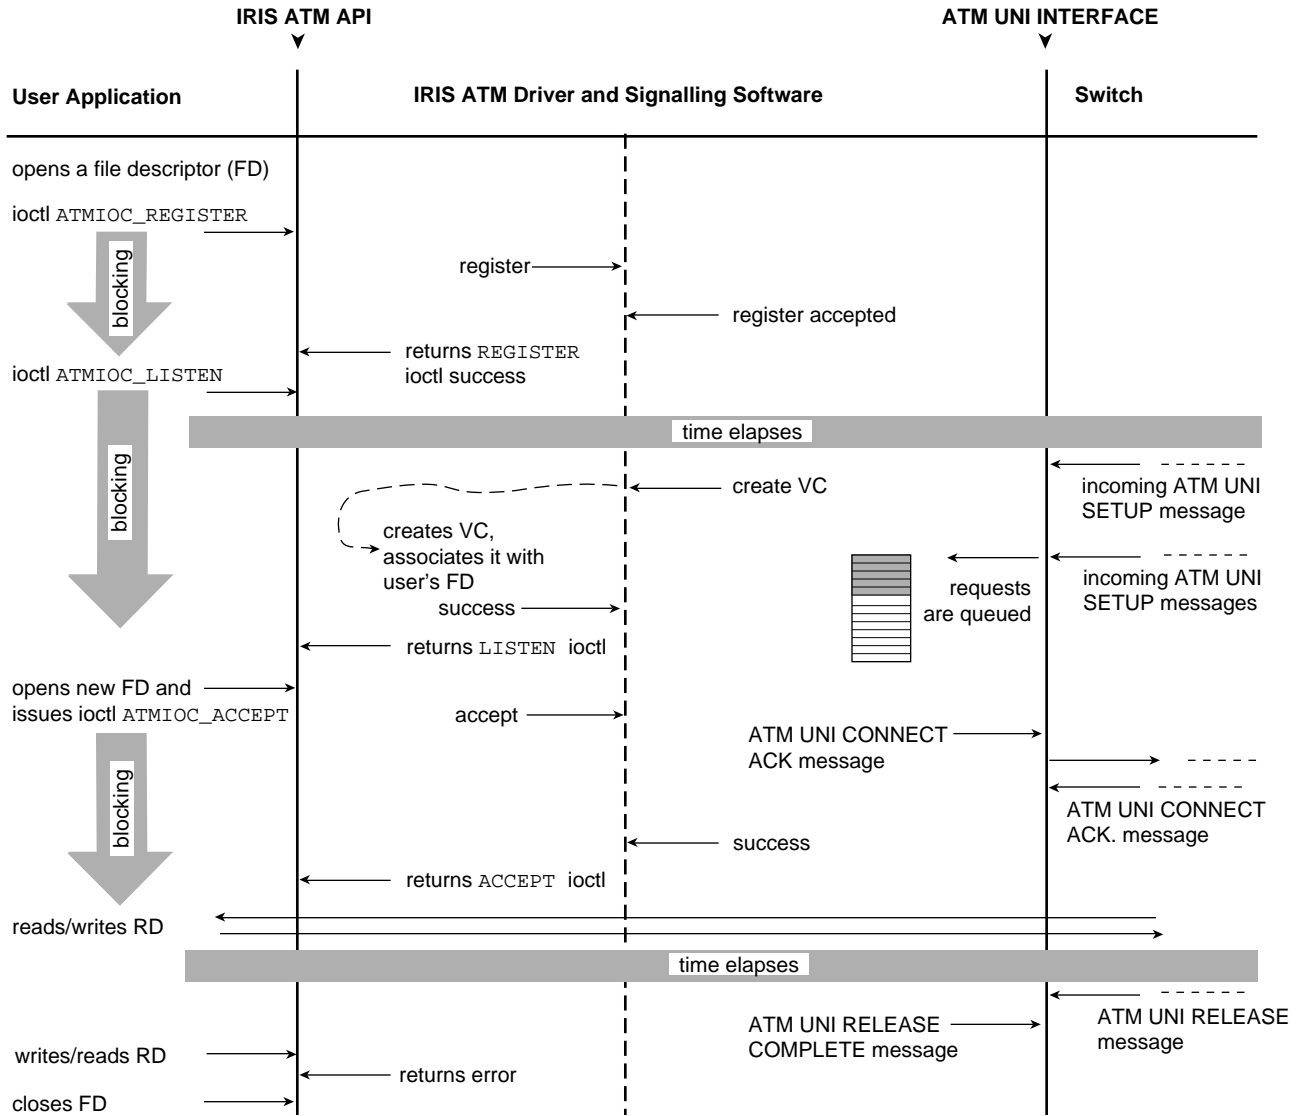 IRIS ATM API
ATM UNI INTERFACE
User Application
IRIS ATM Driver and Signalling Software
Switch
opens a file descriptor (FD)
ioctl ATMIOC_REGISTER
blocking
register
register accepted
returns REGISTER
ioctl success
ioctl ATMIOC_LISTEN
time elapses
blocking
create VC
incoming ATM UNI
SETUP message
creates VC,
associates it with
user's FD
success
requests
are queued
incoming ATM UNI
SETUP messages
returns LISTEN ioctl
opens new FD and
issues ioctl ATMIOC_ACCEPT
accept
ATM UNI CONNECT
ACK message
blocking
ATM UNI CONNECT
ACK. message
success
returns ACCEPT ioctl
reads/writes RD
time elapses
ATM UNI RELEASE
COMPLETE message
ATM UNI RELEASE
message
writes/reads RD
returns error
closes FD